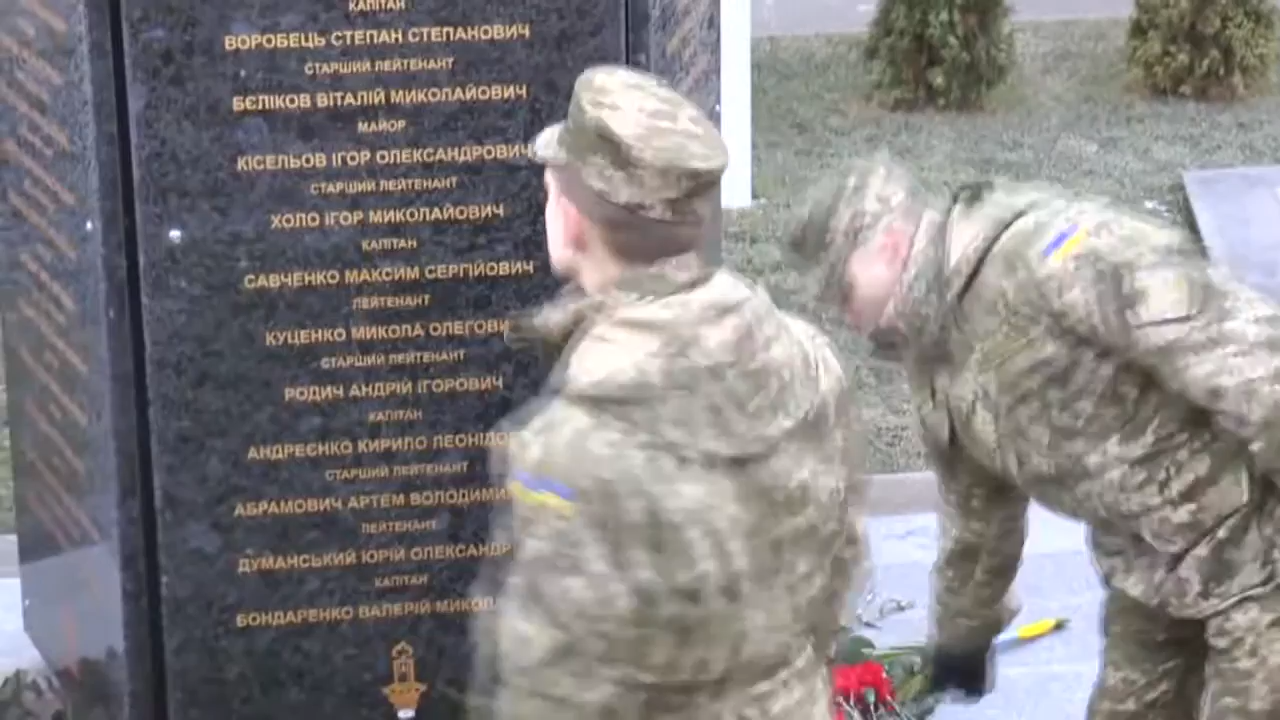 КАПІТАН
ВОРОБЕЦЬ СТЕПАН СТЕПАНОВИЧ
СТАРШИЙ ЛЕЙТЕНАНТ
БЄЛІКОВ ВІТАЛІЙ МИКОЛАЙОВИЧ
МАЙОР
КІСЕЛЬОВ ІГОР ОЛЕКСАНДРОВИЧ
СТАРШИЙ ЛЕЙТЕНАНТ
ХОЛО ІГОР МИКОЛАЙОВИЧ
КАПІТАН
САВЧЕНКО МАКСИМ СЕРГІЙОВИЧ
ЛЕЙТЕНАНТ
КУЦЕНКО МИКОЛА ОЛЕГОВИ
СТАРШИЙ ЛЕЙТЕНАНТ
РОДИЧ АНДРІЙ ІГОРОВИЧ
КАПІТАН
АНДРЕЄНКО КИРИЛО ЛЕОНІДО
СТАРШИЙ ЛЕЙТЕНАНТ
АБРАМОВИЧ АРТЕМ ВОЛОДИМИ
ЛЕЙТЕНАНТ
ДУМАНСЬКИЙ ЮРІЙ ОЛЕКСАНДР
КАПІТАН
БОНДАРЕНКО ВАЛЕРІЙ МИКОЛ